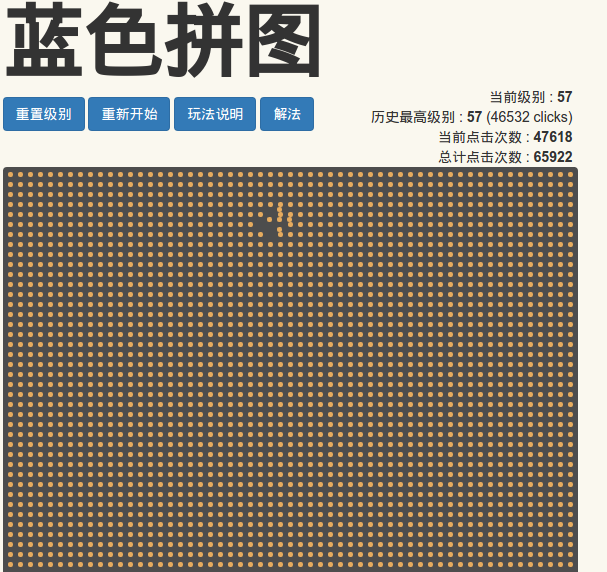 蓝色拼图
重置级别 重新开始 玩法说明 解法
当前级别 : 57
历史最高级别 : 57 (46532 clicks)
当前点击次数 : 47618
总计点击次数 : 65922